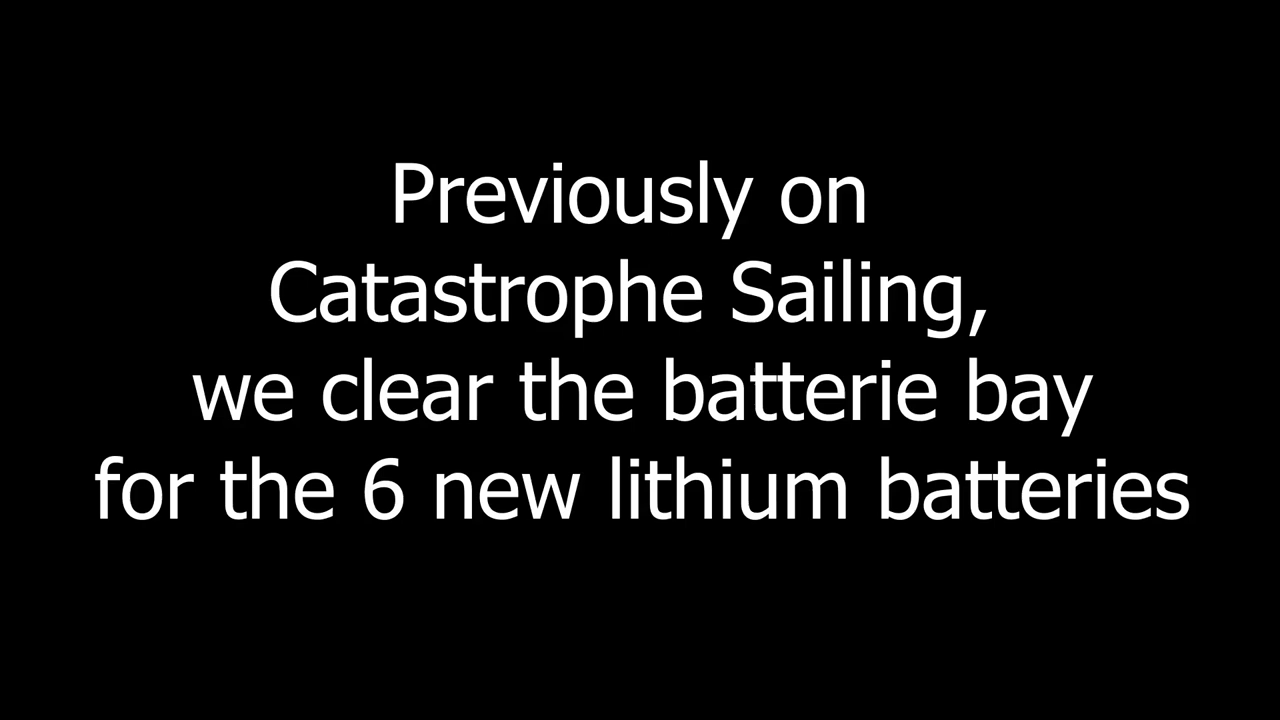 Previously on
Catastrophe Sailing,
we clear the batterie bay
for the 6 new lithium batteries